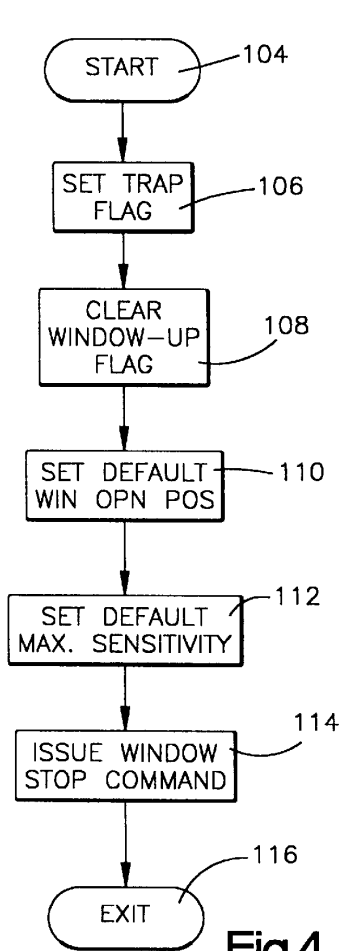 START
104
SET TRAP
FLAG
106
CLEAR
WINDOW-UP
FLAG
108
SET DEFAULT
WIN OPN POS
110
SET DEFAULT
MAX. SENSITIVITY
112
ISSUE WINDOW
STOP COMMAND
114
EXIT
116
Fig.4